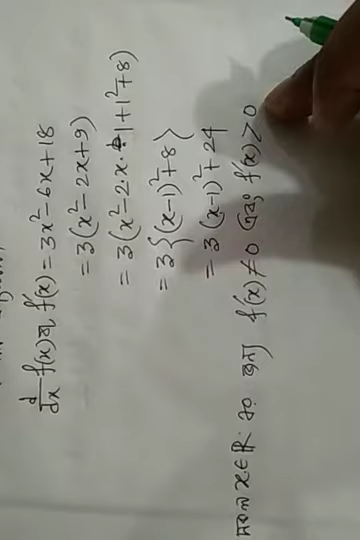 d/dx f(x) বা, f'(x) = 3x² - 6x + 18
= 3(x² - 2x + 9)
= 3(x² - 2·x·1 + 1² + 8)
= 3{(x-1)² + 8}
= 3(x-1)² + 24
সকল x ∈ ℝ এর জন্য f'(x) ≠ 0 এবং f'(x) > 0